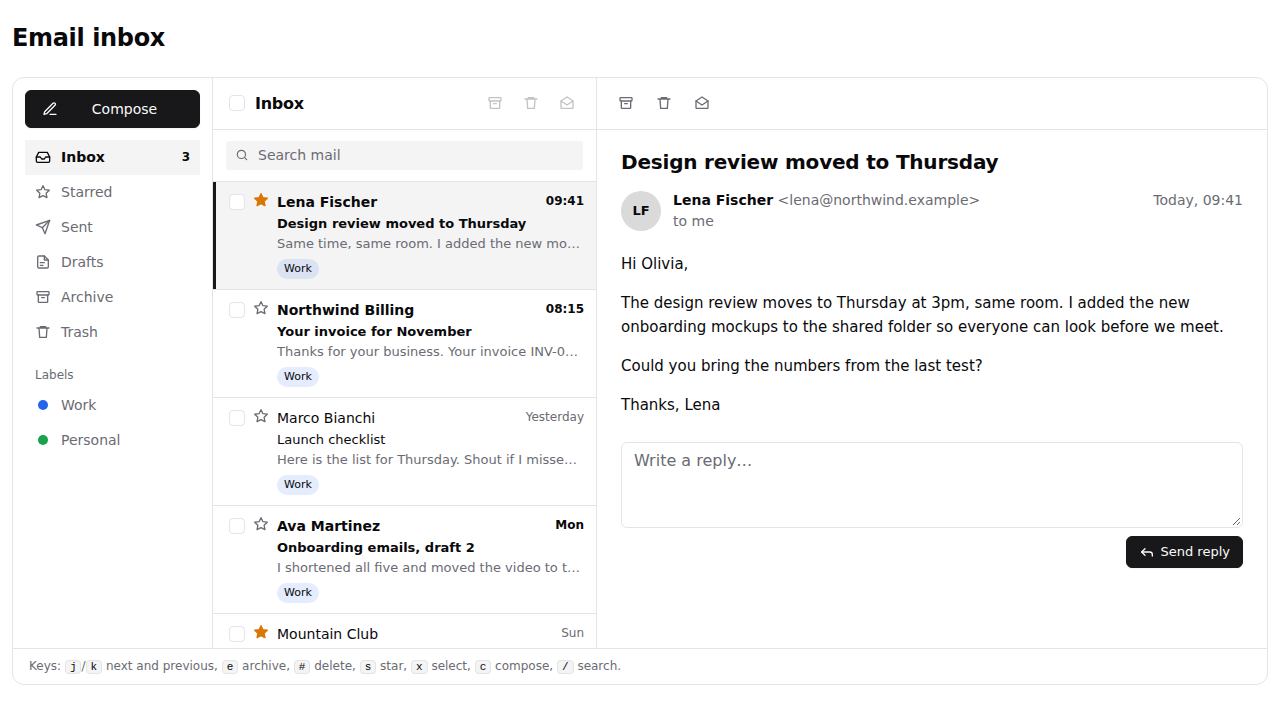 Email inbox
Compose
Inbox 3
Starred
Sent
Drafts
Archive
Trash
Labels
Work
Personal
Inbox
Search mail
Lena Fischer 09:41
Design review moved to Thursday
Same time, same room. I added the new mo…
Work
Northwind Billing 08:15
Your invoice for November
Thanks for your business. Your invoice INV-0…
Work
Marco Bianchi Yesterday
Launch checklist
Here is the list for Thursday. Shout if I misse…
Work
Ava Martinez Mon
Onboarding emails, draft 2
I shortened all five and moved the video to t…
Work
Mountain Club Sun
Design review moved to Thursday
LF
Lena Fischer <lena@northwind.example> Today, 09:41
to me
Hi Olivia,
The design review moves to Thursday at 3pm, same room. I added the new
onboarding mockups to the shared folder so everyone can look before we meet.
Could you bring the numbers from the last test?
Thanks, Lena
Write a reply…
Send reply
Keys: j/k next and previous, e archive, # delete, s star, x select, c compose, / search.